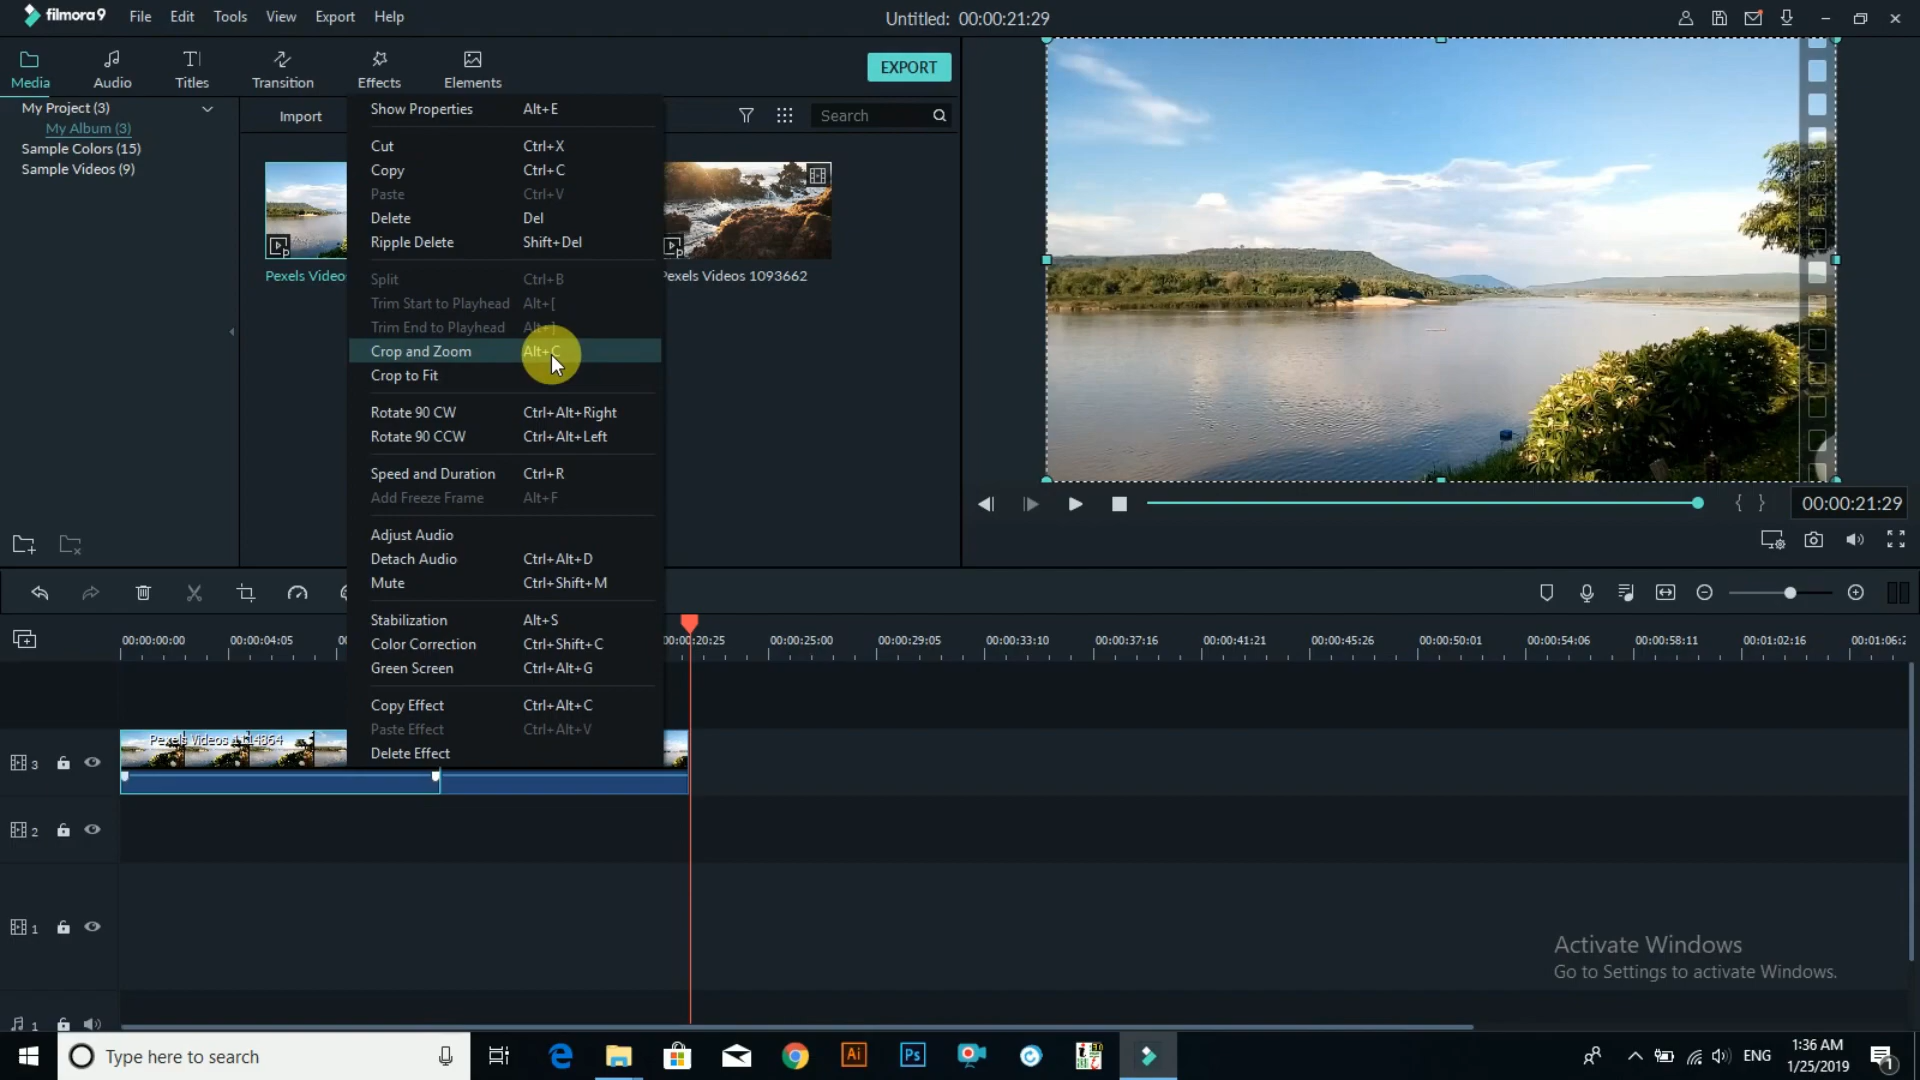 filmora9
File Edit Tools View Export Help
Untitled: 00:00:21:29
Media Audio Titles Transition Effects Elements
EXPORT
My Project (3)
My Album (3)
Sample Colors (15)
Sample Videos (9)
Import
Search
Pexels Videos
Pexels Videos 1093662
Show Properties Alt+E
Cut Ctrl+X
Copy Ctrl+C
Paste Ctrl+V
Delete Del
Ripple Delete Shift+Del
Split Ctrl+B
Trim Start to Playhead Alt+[
Trim End to Playhead Alt+]
Crop and Zoom Alt+C
Crop to Fit
Rotate 90 CW Ctrl+Alt+Right
Rotate 90 CCW Ctrl+Alt+Left
Speed and Duration Ctrl+R
Add Freeze Frame Alt+F
Adjust Audio
Detach Audio Ctrl+Alt+D
Mute Ctrl+Shift+M
Stabilization Alt+S
Color Correction Ctrl+Shift+C
Green Screen Ctrl+Alt+G
Copy Effect Ctrl+Alt+C
Paste Effect Ctrl+Alt+V
Delete Effect
{ } 00:00:21:29
00:00:00:00 00:00:04:05 00:00:20:25 00:00:25:00 00:00:29:05 00:00:33:10 00:00:37:16 00:00:41:21 00:00:45:26 00:00:50:01 00:00:54:06 00:00:58:11 00:01:02:16 00:01:06:2
Pexels Videos 1114864
3
2
1
1
Activate Windows
Go to Settings to activate Windows.
Type here to search
Ai
Ps
ENG
1:36 AM
1/25/2019
1